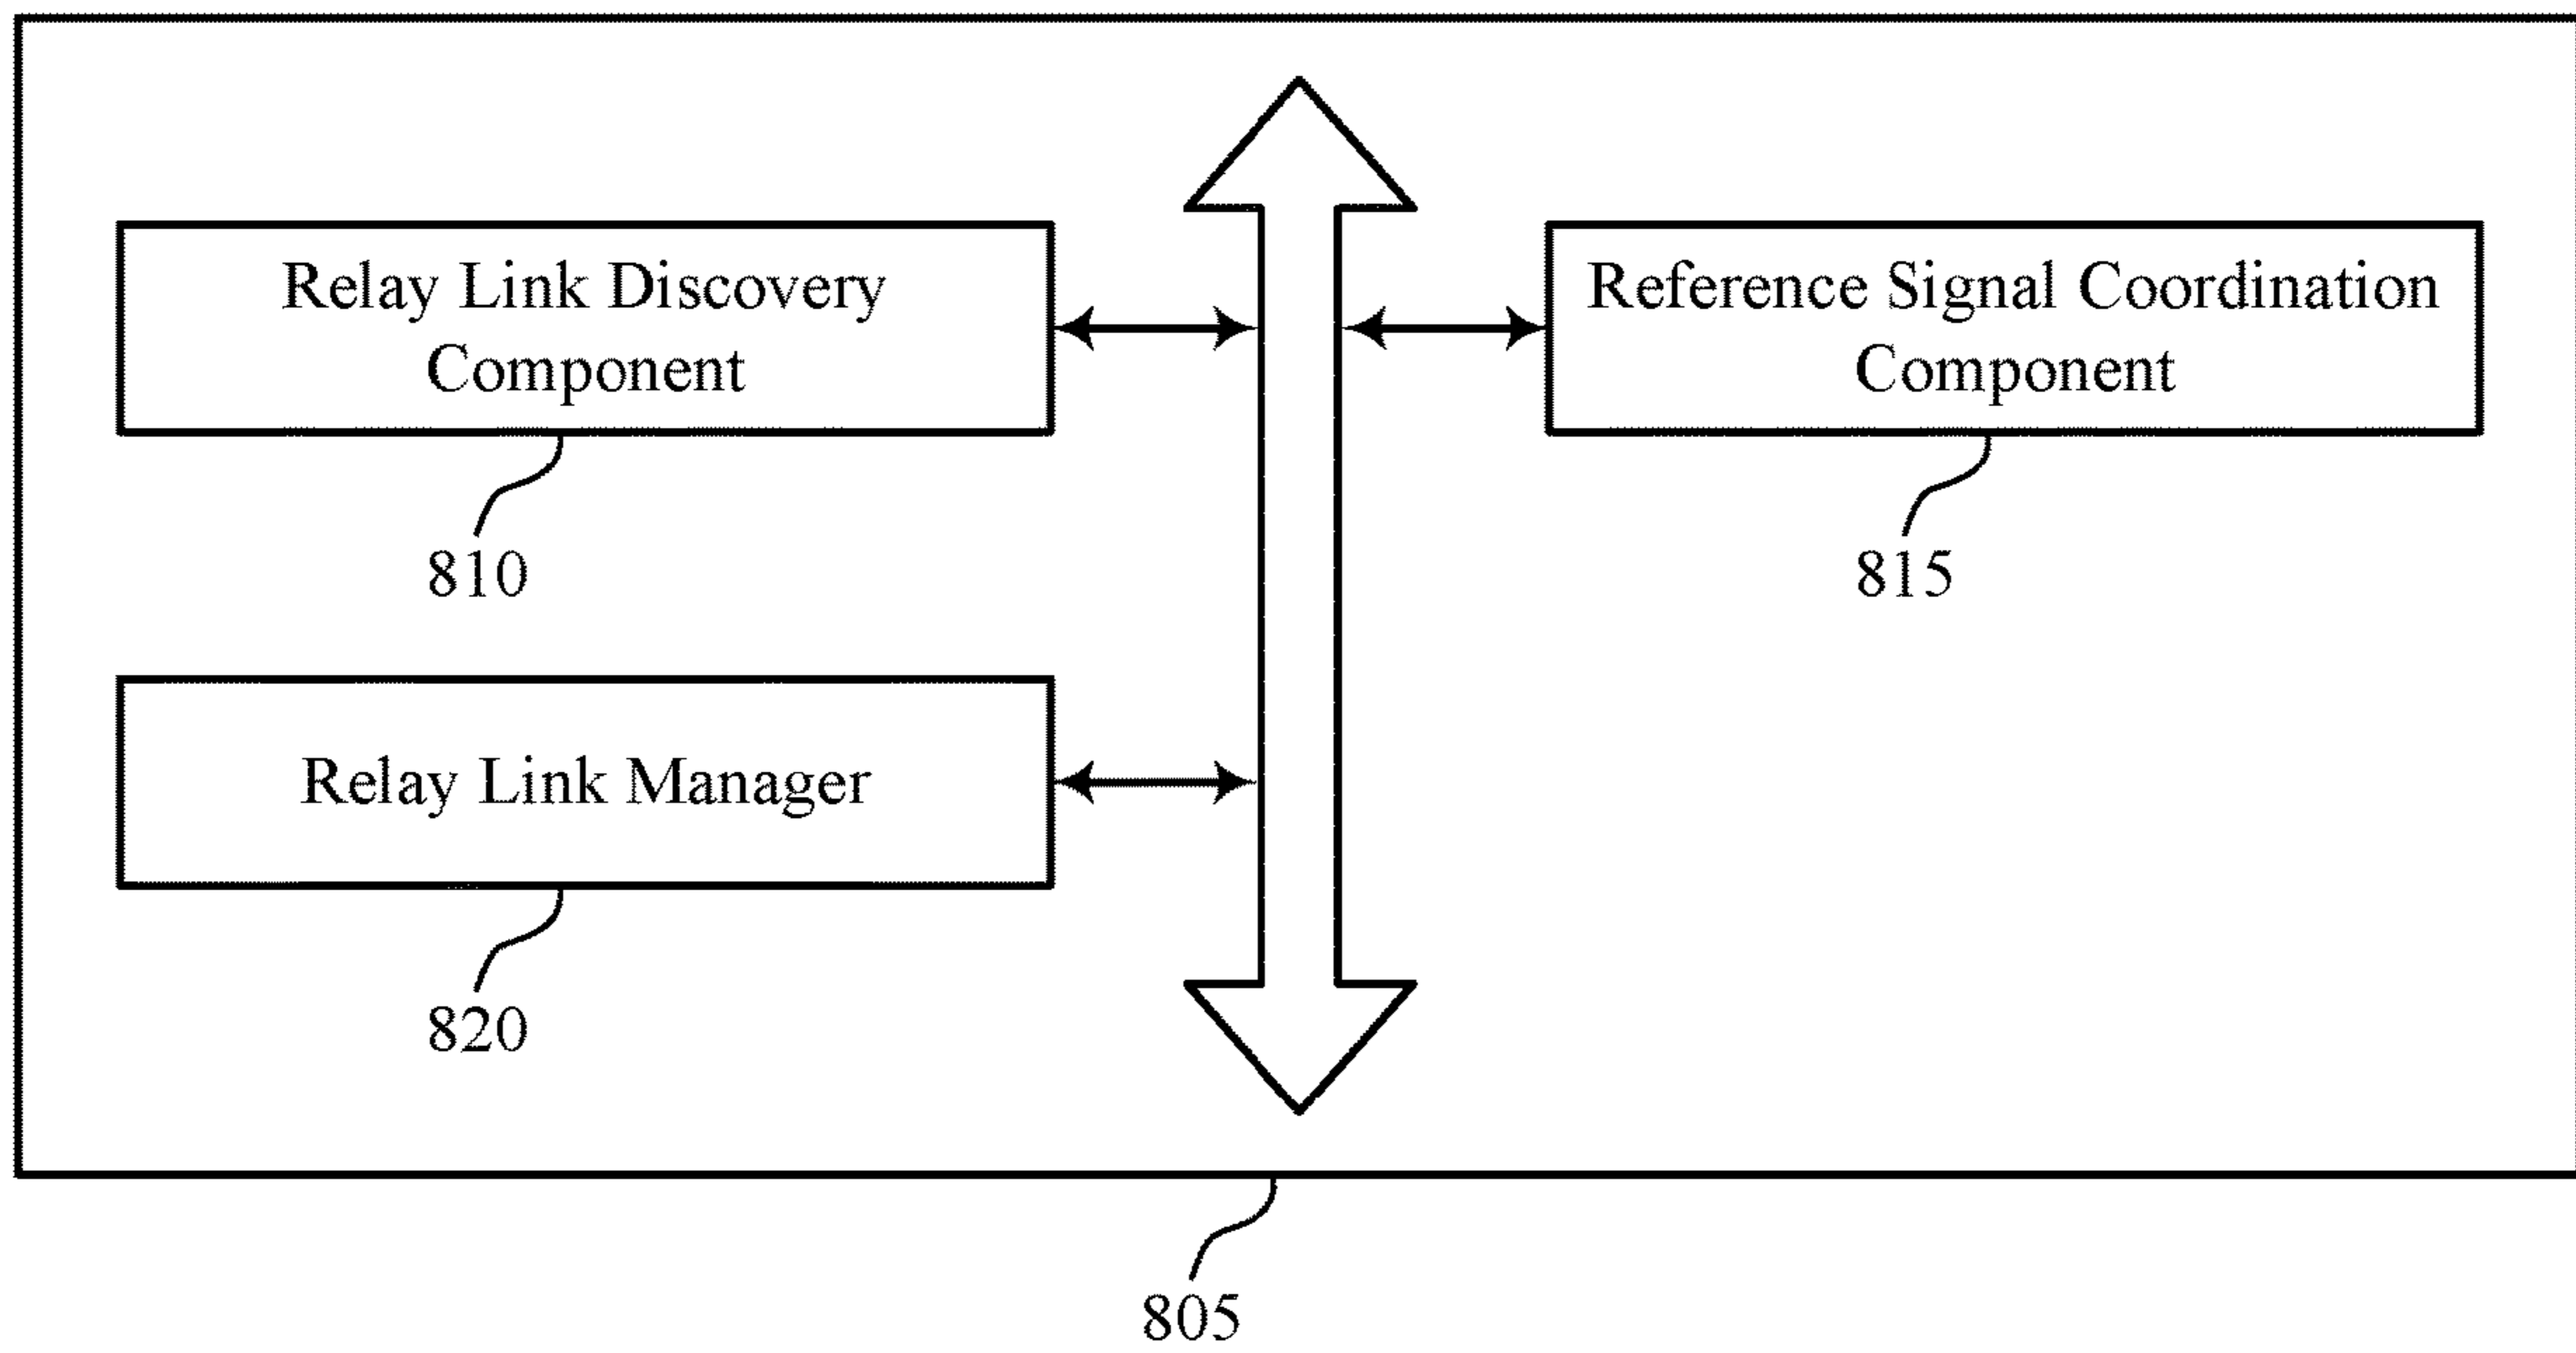 Relay Link Discovery
Component
810
Reference Signal Coordination
Component
815
Relay Link Manager
820
805